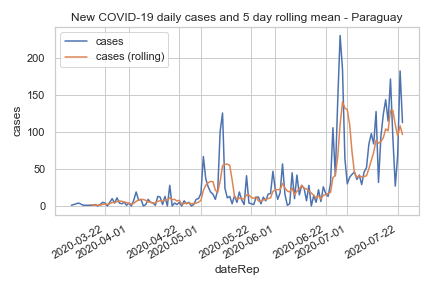 New COVID-19 daily cases and 5 day rolling mean - Paraguay
cases
cases (rolling)
200
150
100
50
0
cases
2020-03-22
2020-04-01
2020-04-22
2020-05-01
2020-05-22
2020-06-01
2020-06-22
2020-07-01
2020-07-22
dateRep